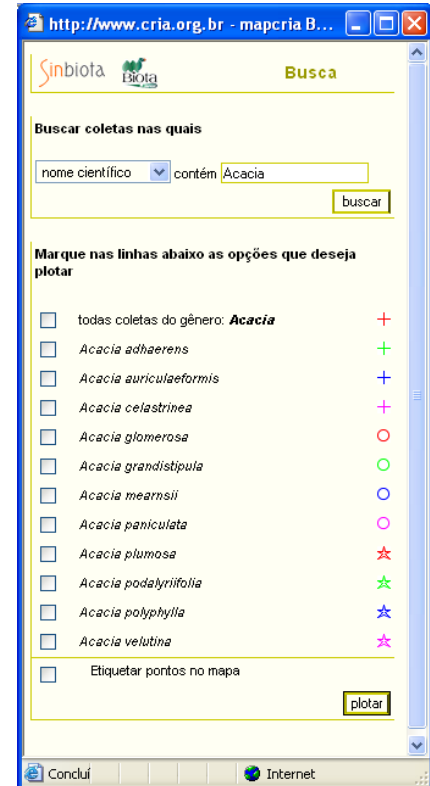 http://www.cria.org.br - mapcria B...
Sinbiota Biota Busca
Buscar coletas nas quais
nome científico contém Acacia
buscar
Marque nas linhas abaixo as opções que deseja
plotar
todas coletas do gênero: Acacia
Acacia adhaerens
Acacia auriculaeformis
Acacia celastrinea
Acacia glomerosa
Acacia grandistipula
Acacia mearnsii
Acacia paniculata
Acacia plumosa
Acacia podalyriifolia
Acacia polyphylla
Acacia velutina
Etiquetar pontos no mapa
plotar
Concluí Internet